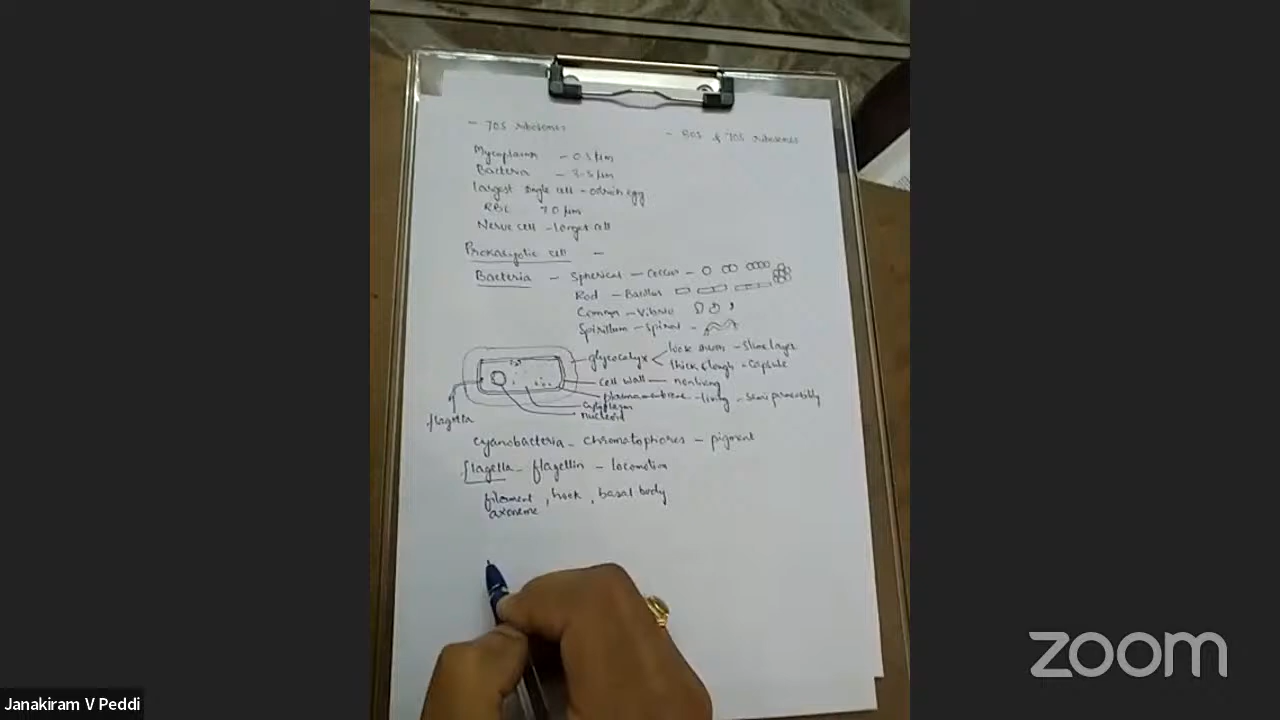 - 70S ribosomes - 80S & 70S ribosomes
Mycoplasma - 0.3 μm
Bacteria - 3-5 μm
largest single cell - ostrich egg
RBC 7.0 μm
Nerve cell - longest cell
Prokaryotic cell -
Bacteria - Spherical - Coccus -
Rod - Bacillus
Comma - Vibrio
Spirillum - Spiral -
glycocalyx
loose sheath - Slime layer
thick & tough - Capsule
cell wall - nonliving
plasmamembrane - living - semi permeability
cytoplasm
nucleoid
flagella
cyanobacteria - chromatophores - pigment
flagella - flagellin - locomotion
filament, hook, basal body
axoneme
zoom
Janakiram V Peddi